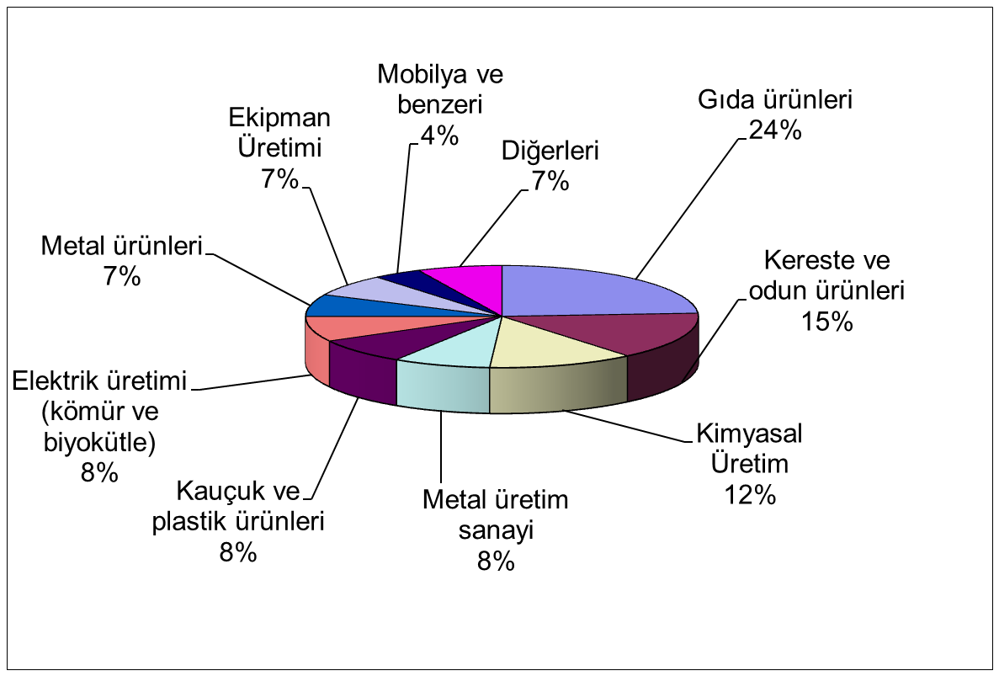 Mobilya ve
benzeri
4%
Gıda ürünleri
24%
Ekipman
Üretimi
7%
Diğerleri
7%
Metal ürünleri
7%
Kereste ve
odun ürünleri
15%
Elektrik üretimi
(kömür ve
biyokütle)
8%
Kimyasal
Üretim
12%
Kauçuk ve
plastik ürünleri
8%
Metal üretim
sanayi
8%